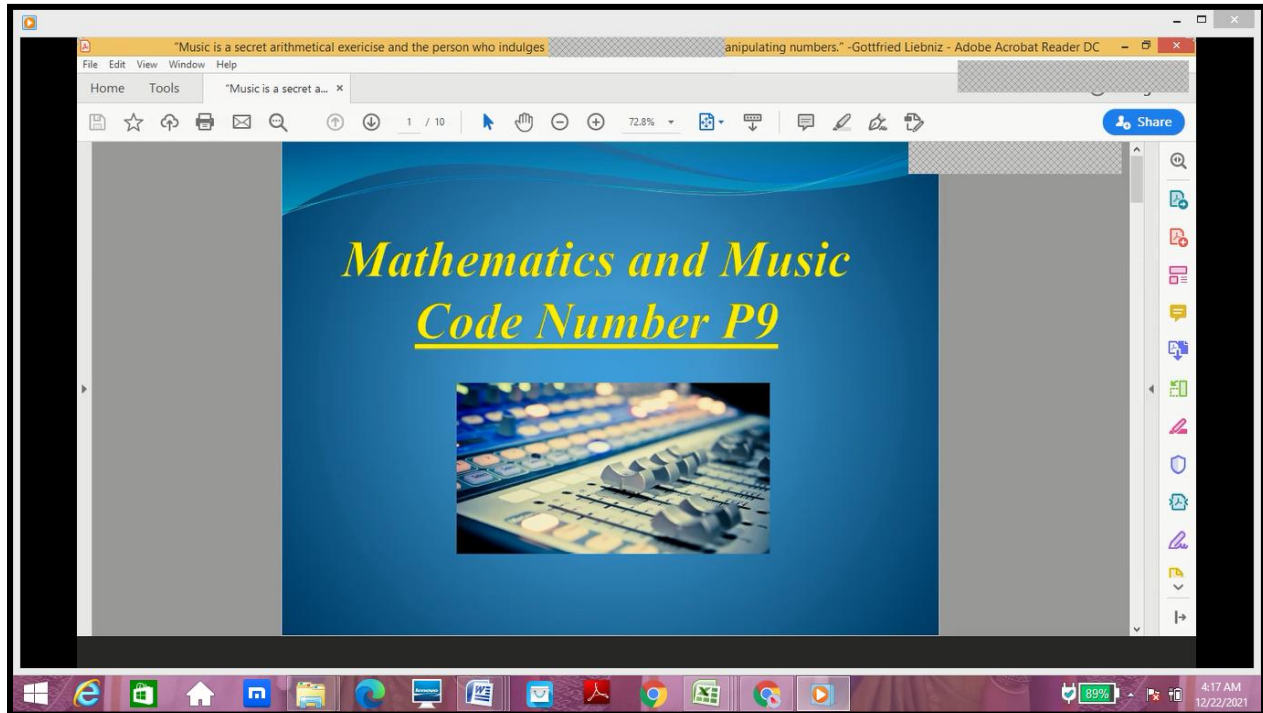 "Music is a secret arithmetical exericise and the person who indulges anipulating numbers." -Gottfried Liebniz - Adobe Acrobat Reader DC
File Edit View Window Help
Home Tools "Music is a secret a... ×
1 / 10 72.8%
Share
Mathematics and Music
Code Number P9
lenovo
89%
4:17 AM
12/22/2021